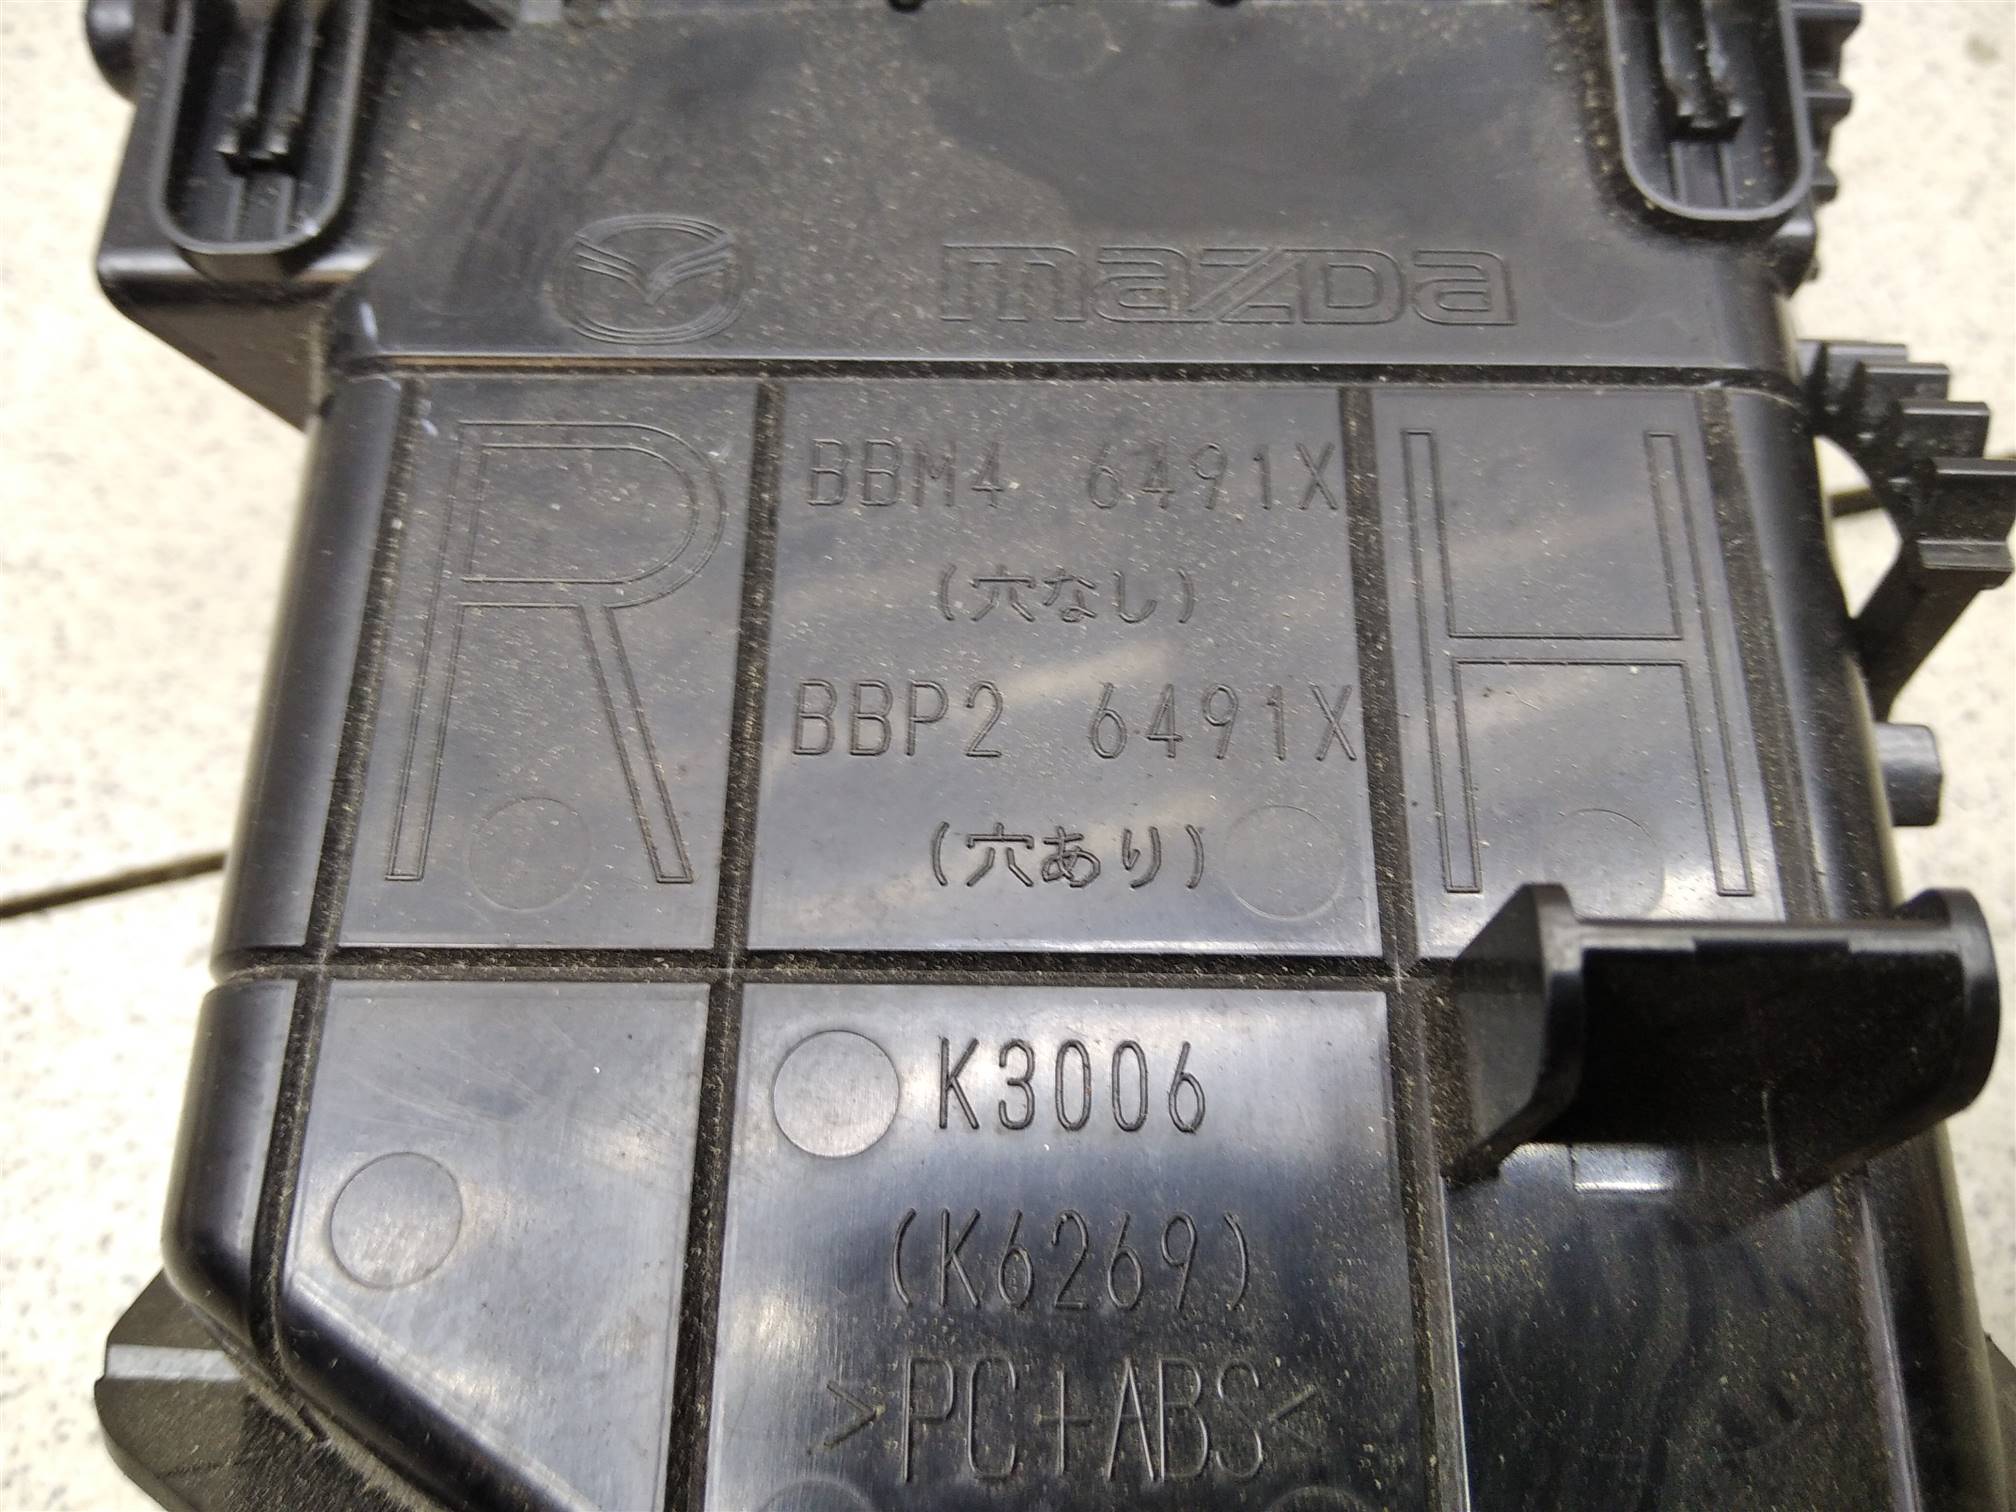 mazda
R H
BBM4 6491X
(穴なし)
BBP2 6491X
(穴あり)
K3006
(K6269)
>PC+ABS<